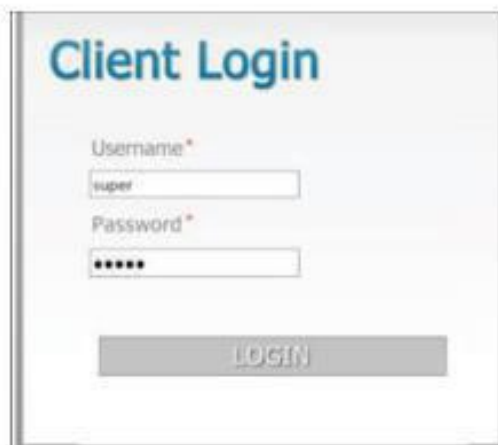 Client Login
Username*
super
Password*
•••••
LOGIN